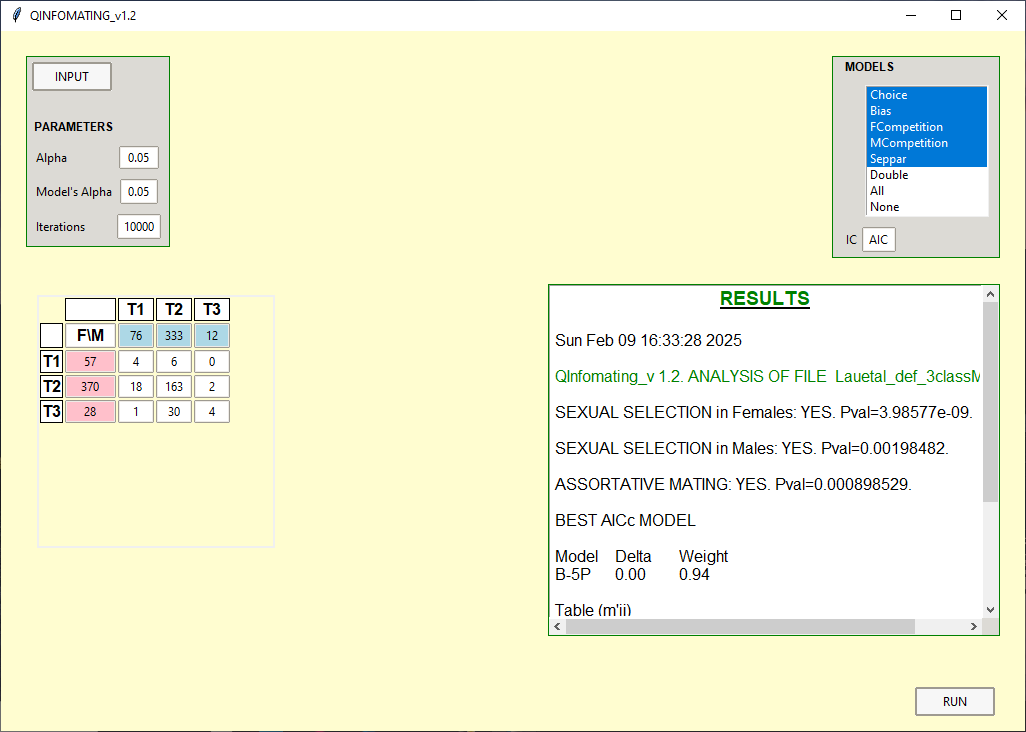 QINFOMATING_v1.2
INPUT
PARAMETERS
Alpha 0.05
Model's Alpha 0.05
Iterations 10000
MODELS
Choice
Bias
FCompetition
MCompetition
Seppar
Double
All
None
IC AIC
T1 T2 T3
F\M 76 333 12
T1 57 4 6 0
T2 370 18 163 2
T3 28 1 30 4
RESULTS
Sun Feb 09 16:33:28 2025
QInfomating_v 1.2. ANALYSIS OF FILE Lauetal_def_3classM
SEXUAL SELECTION in Females: YES. Pval=3.98577e-09.
SEXUAL SELECTION in Males: YES. Pval=0.00198482.
ASSORTATIVE MATING: YES. Pval=0.000898529.
BEST AICc MODEL
Model Delta Weight
B-5P 0.00 0.94
Table (m'ii)
RUN